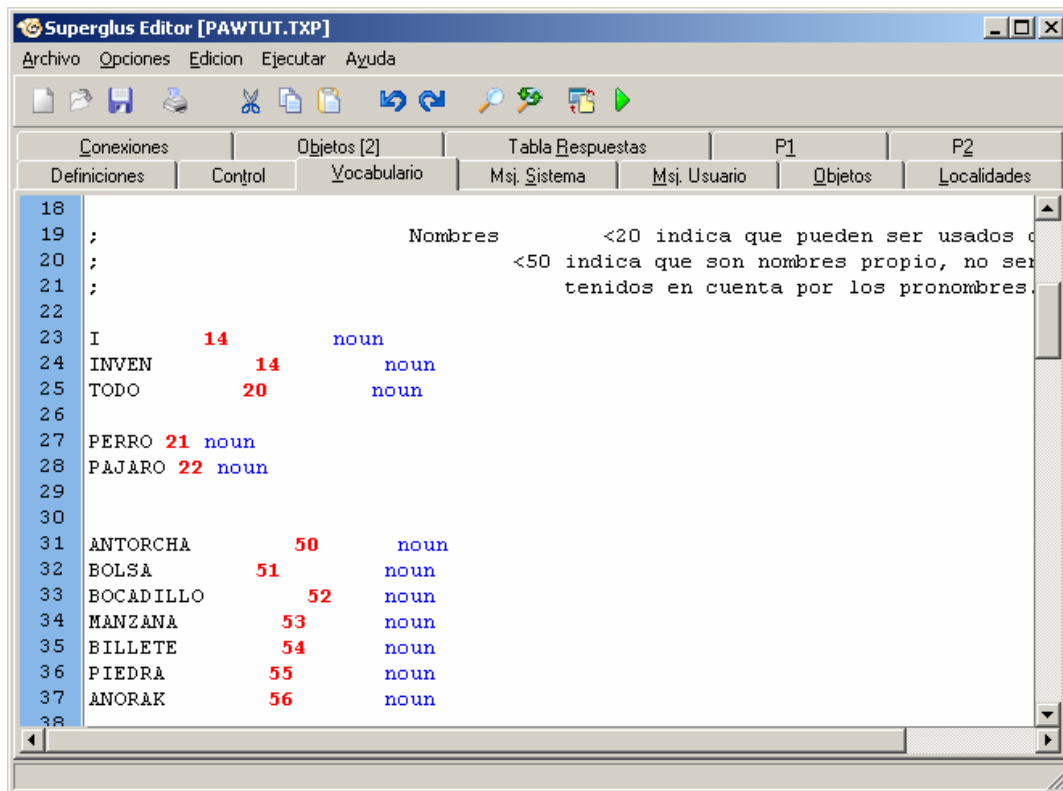 Superglus Editor [PAWTUT.TXP]
Archivo Opciones Edicion Ejecutar Ayuda
Conexiones Objetos [2] Tabla Respuestas P1 P2
Definiciones Control Vocabulario Msj. Sistema Msj. Usuario Objetos Localidades
18
19 ; Nombres <20 indica que pueden ser usados
20 ; <50 indica que son nombres propio, no ser
21 ; tenidos en cuenta por los pronombres.
22
23 I 14 noun
24 INVEN 14 noun
25 TODO 20 noun
26
27 PERRO 21 noun
28 PAJARO 22 noun
29
30
31 ANTORCHA 50 noun
32 BOLSA 51 noun
33 BOCADILLO 52 noun
34 MANZANA 53 noun
35 BILLETE 54 noun
36 PIEDRA 55 noun
37 ANORAK 56 noun
38